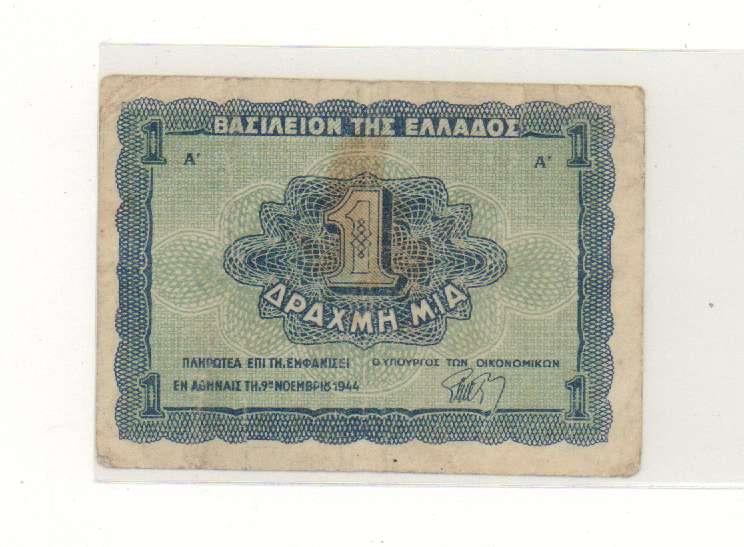 1 ΒΑΣΙΛΕΙΟΝ ΤΗΣ ΕΛΛΑΔΟΣ 1
Α' Α'
1
ΔΡΑΧΜΗ ΜΙΑ
ΠΛΗΡΩΤΕΑ ΕΠΙ ΤΗ, ΕΜΦΑΝΙΣΕΙ Ο ΥΠΟΥΡΓΟΣ ΤΩΝ ΟΙΚΟΝΟΜΙΚΩΝ
ΕΝ ΑΘΗΝΑΙΣ ΤΗ, 9ῃ ΝΟΕΜΒΡΙΟΥ 1944
1 1